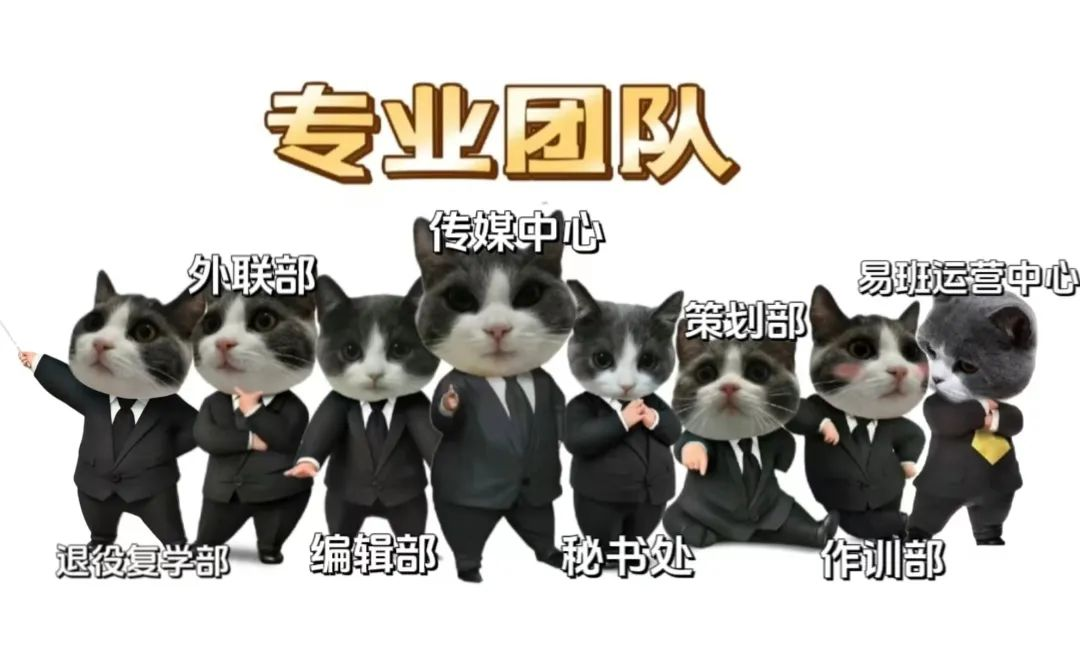 专业团队
传媒中心
外联部
易班运营中心
策划部
退役复学部
编辑部
秘书处
作训部